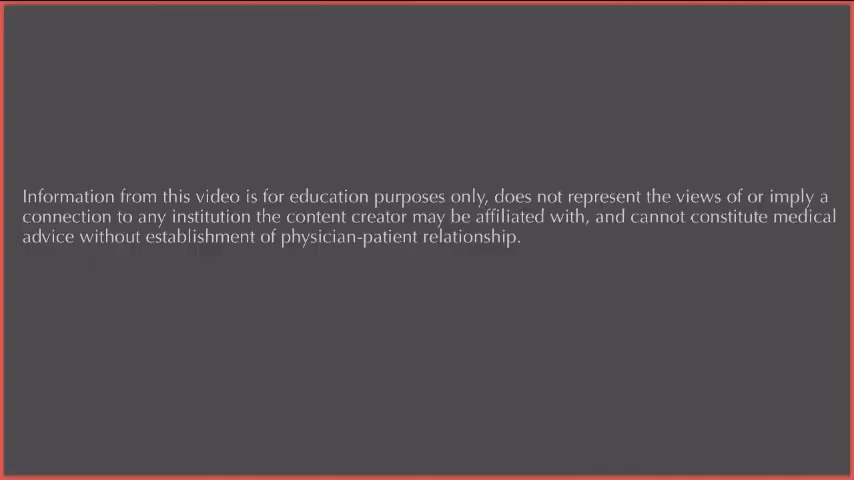 Information from this video is for education purposes only, does not represent the views of or imply a
connection to any institution the content creator may be affiliated with, and cannot constitute medical
advice without establishment of physician-patient relationship.